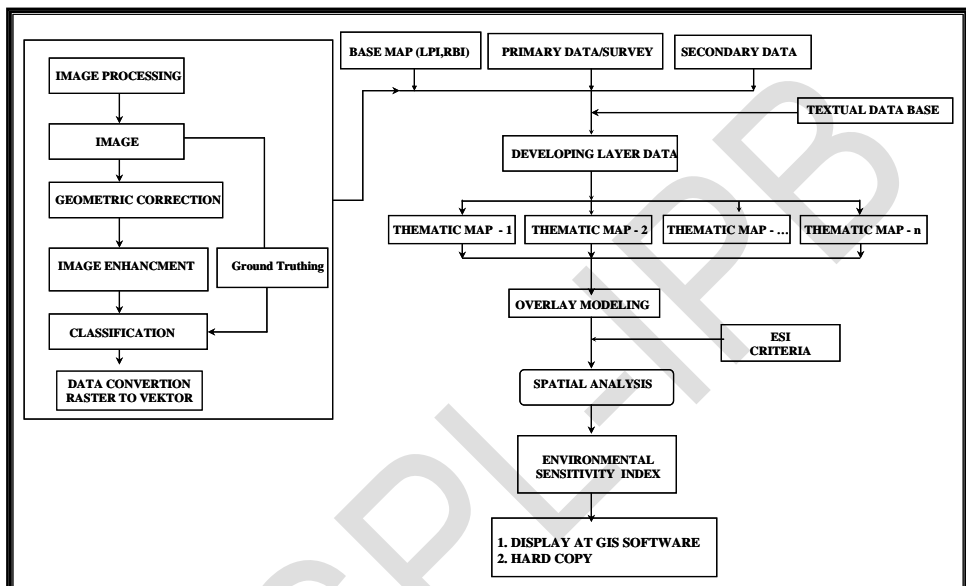 BASE MAP (LPI,RBI)
PRIMARY DATA/SURVEY
SECONDARY DATA
IMAGE PROCESSING
IMAGE
GEOMETRIC CORRECTION
IMAGE ENHANCMENT
Ground Truthing
CLASSIFICATION
DATA CONVERTION
RASTER TO VEKTOR
TEXTUAL DATA BASE
DEVELOPING LAYER DATA
THEMATIC MAP - 1
THEMATIC MAP - 2
THEMATIC MAP - ...
THEMATIC MAP - n
OVERLAY MODELING
ESI
CRITERIA
SPATIAL ANALYSIS
ENVIRONMENTAL
SENSITIVITY INDEX
1. DISPLAY AT GIS SOFTWARE
2. HARD COPY
SPL-IPB